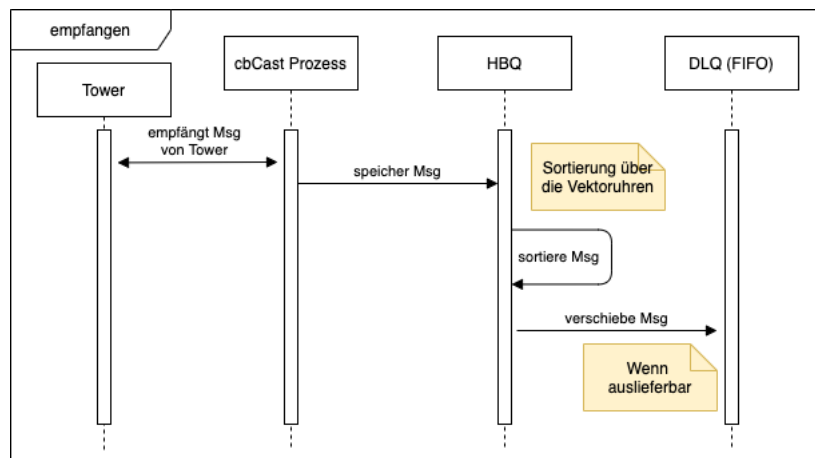 empfangen
Tower
cbCast Prozess
HBQ
DLQ (FIFO)
empfängt Msg
von Tower
speicher Msg
Sortierung über
die Vektoruhren
sortiere Msg
verschiebe Msg
Wenn
auslieferbar